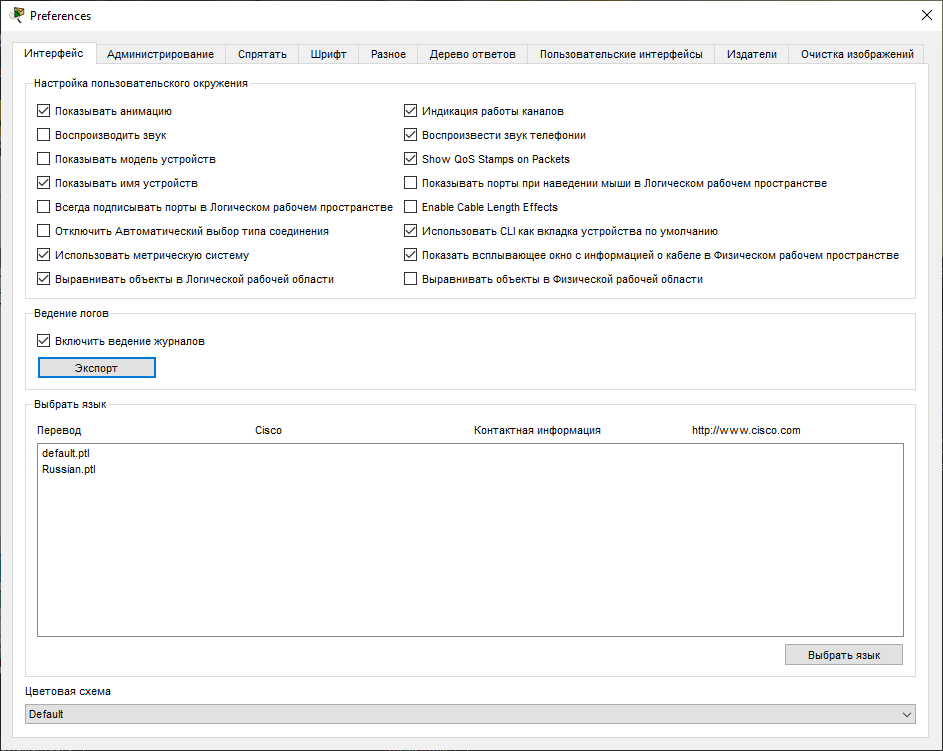 Preferences
Интерфейс Администрирование Спрятать Шрифт Разное Дерево ответов Пользовательские интерфейсы Издатели Очистка изображений
Настройка пользовательского окружения
Показывать анимацию Индикация работы каналов
Воспроизводить звук Воспроизвести звук телефонии
Показывать модель устройств Show QoS Stamps on Packets
Показывать имя устройств Показывать порты при наведении мыши в Логическом рабочем пространстве
Всегда подписывать порты в Логическом рабочем пространстве Enable Cable Length Effects
Отключить Автоматический выбор типа соединения Использовать CLI как вкладка устройства по умолчанию
Использовать метрическую систему Показать всплывающее окно с информацией о кабеле в Физическом рабочем пространстве
Выравнивать объекты в Логической рабочей области Выравнивать объекты в Физической рабочей области
Ведение логов
Включить ведение журналов
Экспорт
Выбрать язык
Перевод Cisco Контактная информация http://www.cisco.com
default.ptl
Russian.ptl
Выбрать язык
Цветовая схема
Default